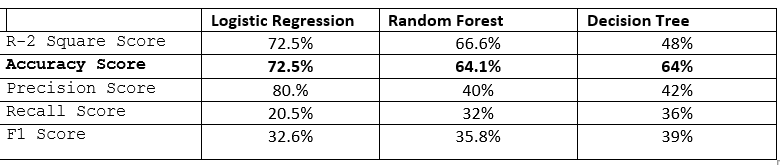 Logistic Regression Random Forest Decision Tree
R-2 Square Score 72.5% 66.6% 48%
Accuracy Score 72.5% 64.1% 64%
Precision Score 80.% 40% 42%
Recall Score 20.5% 32% 36%
F1 Score 32.6% 35.8% 39%